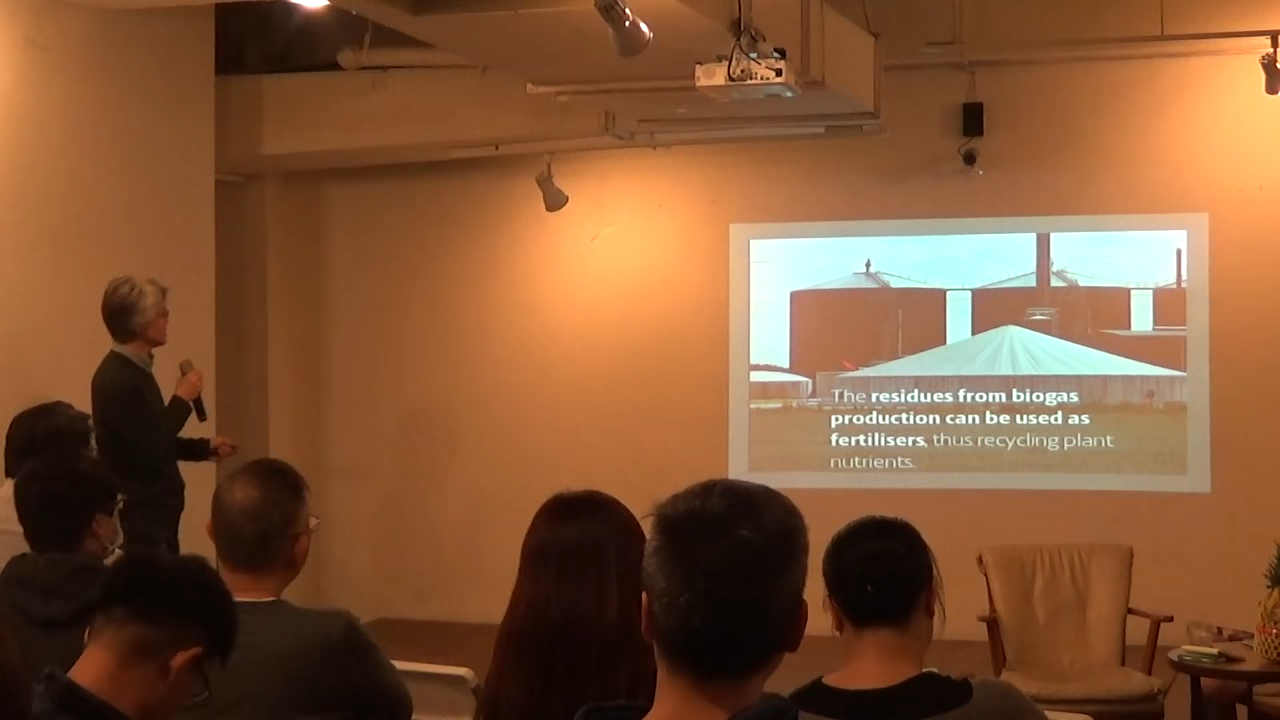 The residues from biogas
production can be used as
fertilisers, thus recycling plant
nutrients.